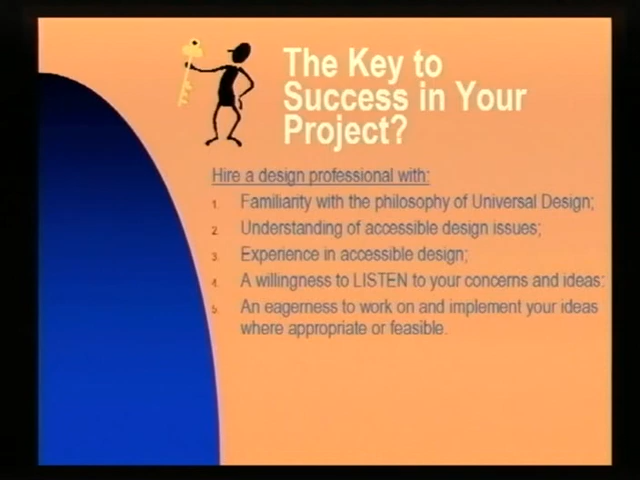 The Key to
Success in Your
Project?
Hire a design professional with:
1. Familiarity with the philosophy of Universal Design;
2. Understanding of accessible design issues;
3. Experience in accessible design;
4. A willingness to LISTEN to your concerns and ideas;
5. An eagerness to work on and implement your ideas
where appropriate or feasible.